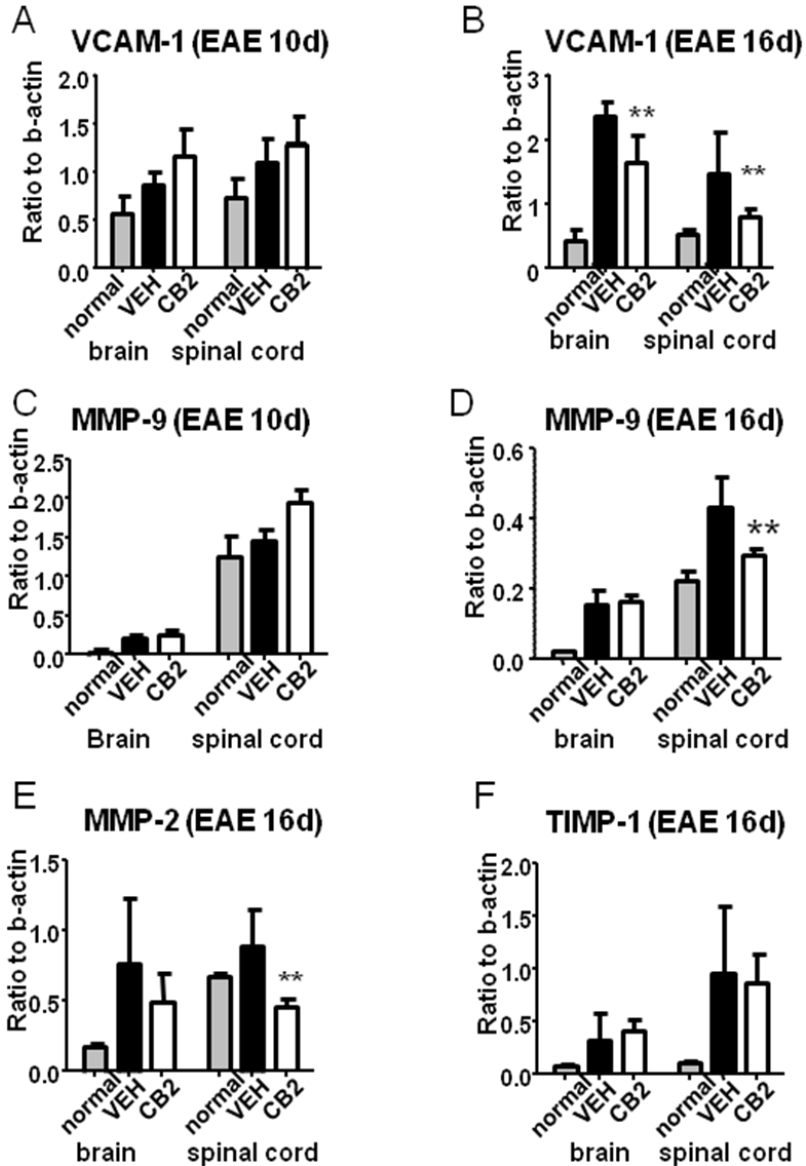 A
VCAM-1 (EAE 10d)
Ratio to b-actin
2.0
1.5
1.0
0.5
0.0
normal
VEH
CB2
normal
VEH
CB2
brain spinal cord
B
VCAM-1 (EAE 16d)
Ratio to b-actin
3
2
1
0
**
**
normal
VEH
CB2
normal
VEH
CB2
brain spinal cord
C
MMP-9 (EAE 10d)
Ratio to b-actin
2.5
2.0
1.5
1.0
0.5
0.0
normal
VEH
CB2
normal
VEH
CB2
Brain spinal cord
D
MMP-9 (EAE 16d)
Ratio to b-actin
0.6
0.4
0.2
0.0
**
normal
VEH
CB2
normal
VEH
CB2
brain spinal cord
E
MMP-2 (EAE 16d)
Ratio to b-actin
1.5
1.0
0.5
0.0
**
normal
VEH
CB2
normal
VEH
CB2
brain spinal cord
F
TIMP-1 (EAE 16d)
Ratio to b-actin
2.0
1.5
1.0
0.5
0.0
normal
VEH
CB2
normal
VEH
CB2
brain spinal cord